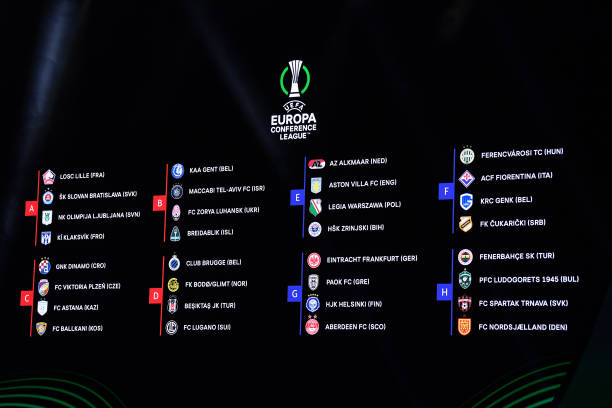 UEFA
EUROPA
CONFERENCE
LEAGUE
A
LOSC LILLE (FRA)
ŠK SLOVAN BRATISLAVA (SVK)
NK OLIMPIJA LJUBLJANA (SVN)
KÍ KLAKSVÍK (FRO)
B
KAA GENT (BEL)
MACCABI TEL-AVIV FC (ISR)
FC ZORYA LUHANSK (UKR)
BREIDABLIK (ISL)
C
GNK DINAMO (CRO)
FC VIKTORIA PLZEŇ (CZE)
FC ASTANA (KAZ)
FC BALLKANI (KOS)
D
CLUB BRUGGE (BEL)
FK BODØ/GLIMT (NOR)
BEŞIKTAŞ JK (TUR)
FC LUGANO (SUI)
E
AZ
AZ ALKMAAR (NED)
ASTON VILLA FC (ENG)
LEGIA WARSZAWA (POL)
HŠK ZRINJSKI (BIH)
F
FERENCVÁROSI TC (HUN)
ACF FIORENTINA (ITA)
KRC GENK (BEL)
FK ČUKARIČKI (SRB)
G
EINTRACHT FRANKFURT (GER)
PAOK FC (GRE)
HJK HELSINKI (FIN)
ABERDEEN FC (SCO)
H
FENERBAHÇE SK (TUR)
PFC LUDOGORETS 1945 (BUL)
FC SPARTAK TRNAVA (SVK)
FC NORDSJÆLLAND (DEN)